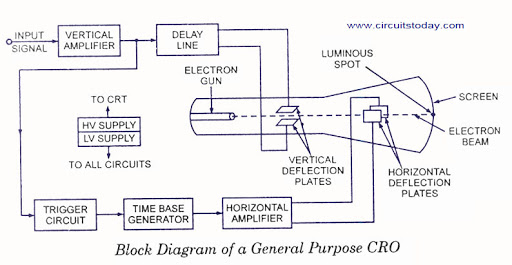 www.circuitstoday.com
INPUT
SIGNAL
VERTICAL
AMPLIFIER
DELAY
LINE
LUMINOUS
SPOT
ELECTRON
GUN
SCREEN
TO CRT
HV SUPPLY
LV SUPPLY
TO ALL CIRCUITS
ELECTRON
BEAM
VERTICAL
DEFLECTION
PLATES
HORIZONTAL
DEFLECTION
PLATES
TRIGGER
CIRCUIT
TIME BASE
GENERATOR
HORIZONTAL
AMPLIFIER
Block Diagram of a General Purpose CRO